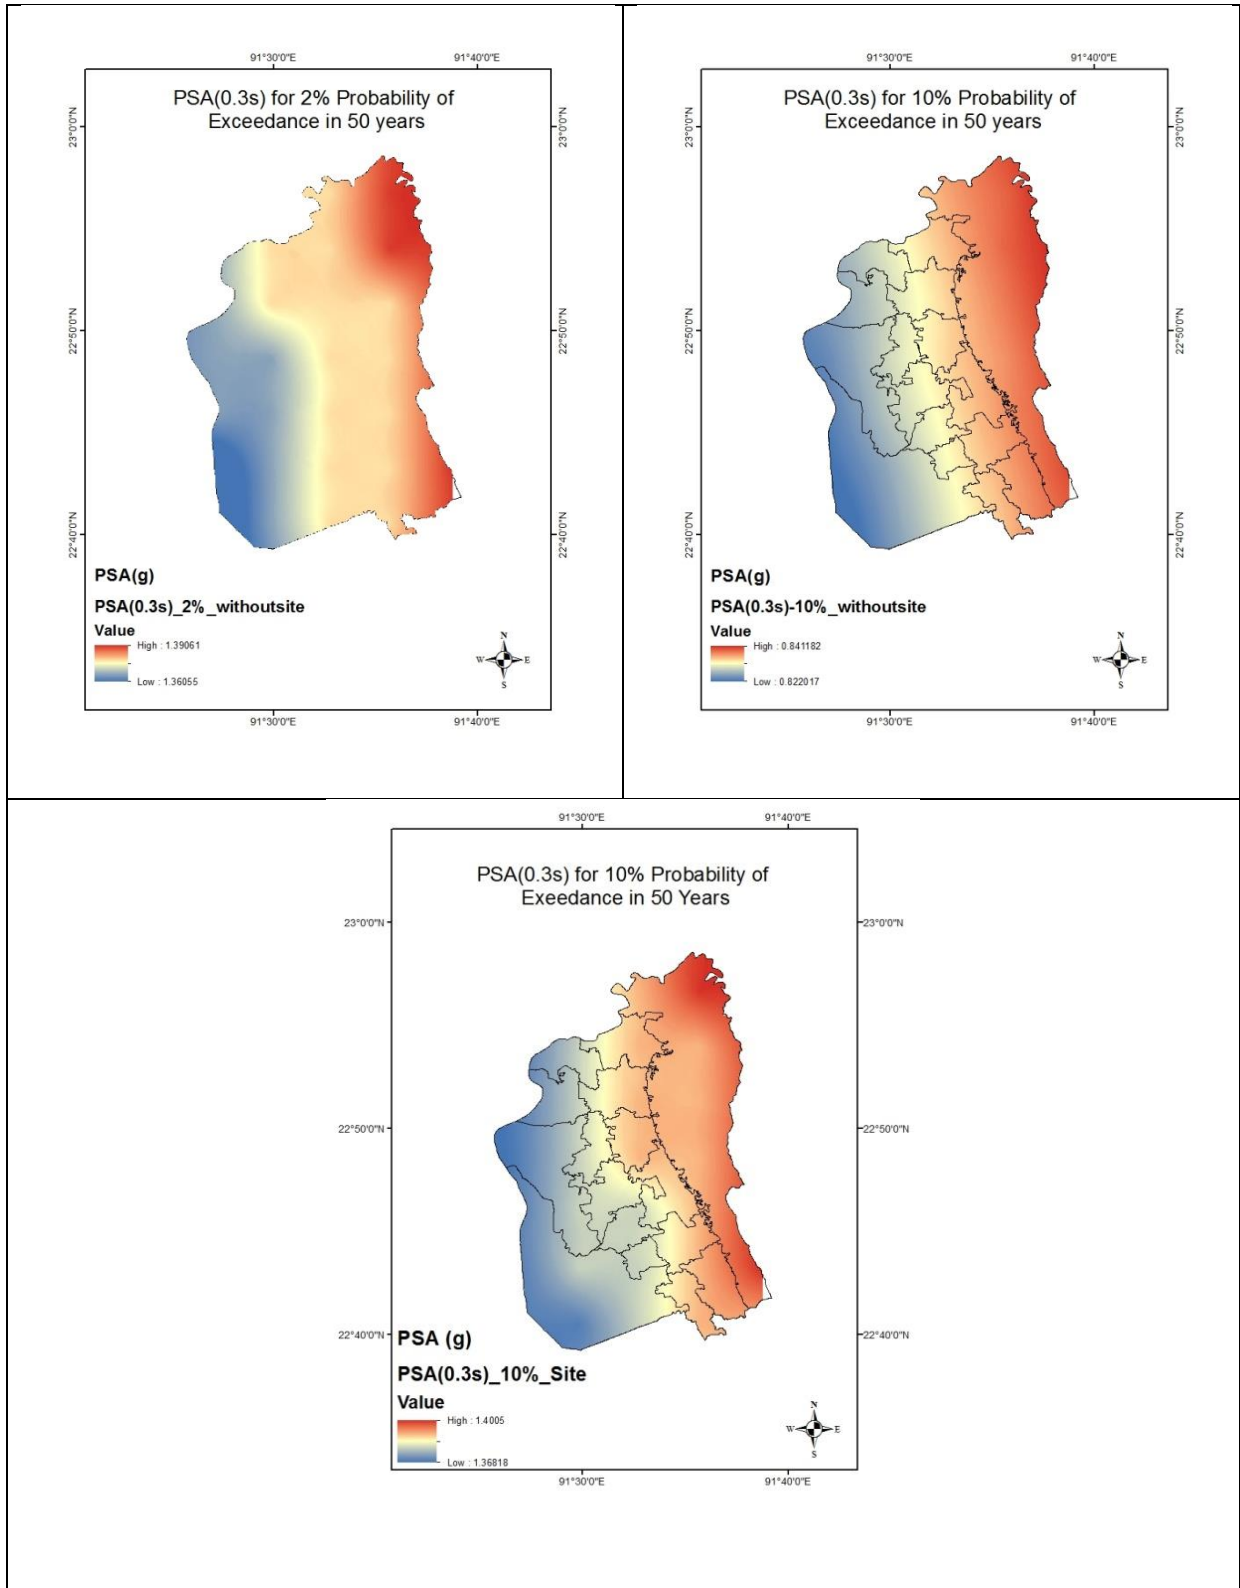 91°30'0"E
91°40'0"E
PSA(0.3s) for 2% Probability of
Exceedance in 50 years
23°0'0"N
23°0'0"N
22°50'0"N
22°50'0"N
22°40'0"N
22°40'0"N
PSA(g)
PSA(0.3s)_2%_withoutsite
Value
High : 1.39061
Low : 1.36055
N
W
E
S
91°30'0"E
91°40'0"E
91°30'0"E
91°40'0"E
PSA(0.3s) for 10% Probability of
Exceedance in 50 years
23°0'0"N
23°0'0"N
22°50'0"N
22°50'0"N
22°40'0"N
22°40'0"N
PSA(g)
PSA(0.3s)-10%_withoutsite
Value
High : 0.841182
Low : 0.822017
N
W
E
S
91°30'0"E
91°40'0"E
91°30'0"E
91°40'0"E
PSA(0.3s) for 10% Probability of
Exeedance in 50 Years
23°0'0"N
23°0'0"N
22°50'0"N
22°50'0"N
22°40'0"N
22°40'0"N
PSA (g)
PSA(0.3s)_10%_Site
Value
High : 1.4005
Low : 1.36818
N
W
E
S
91°30'0"E
91°40'0"E